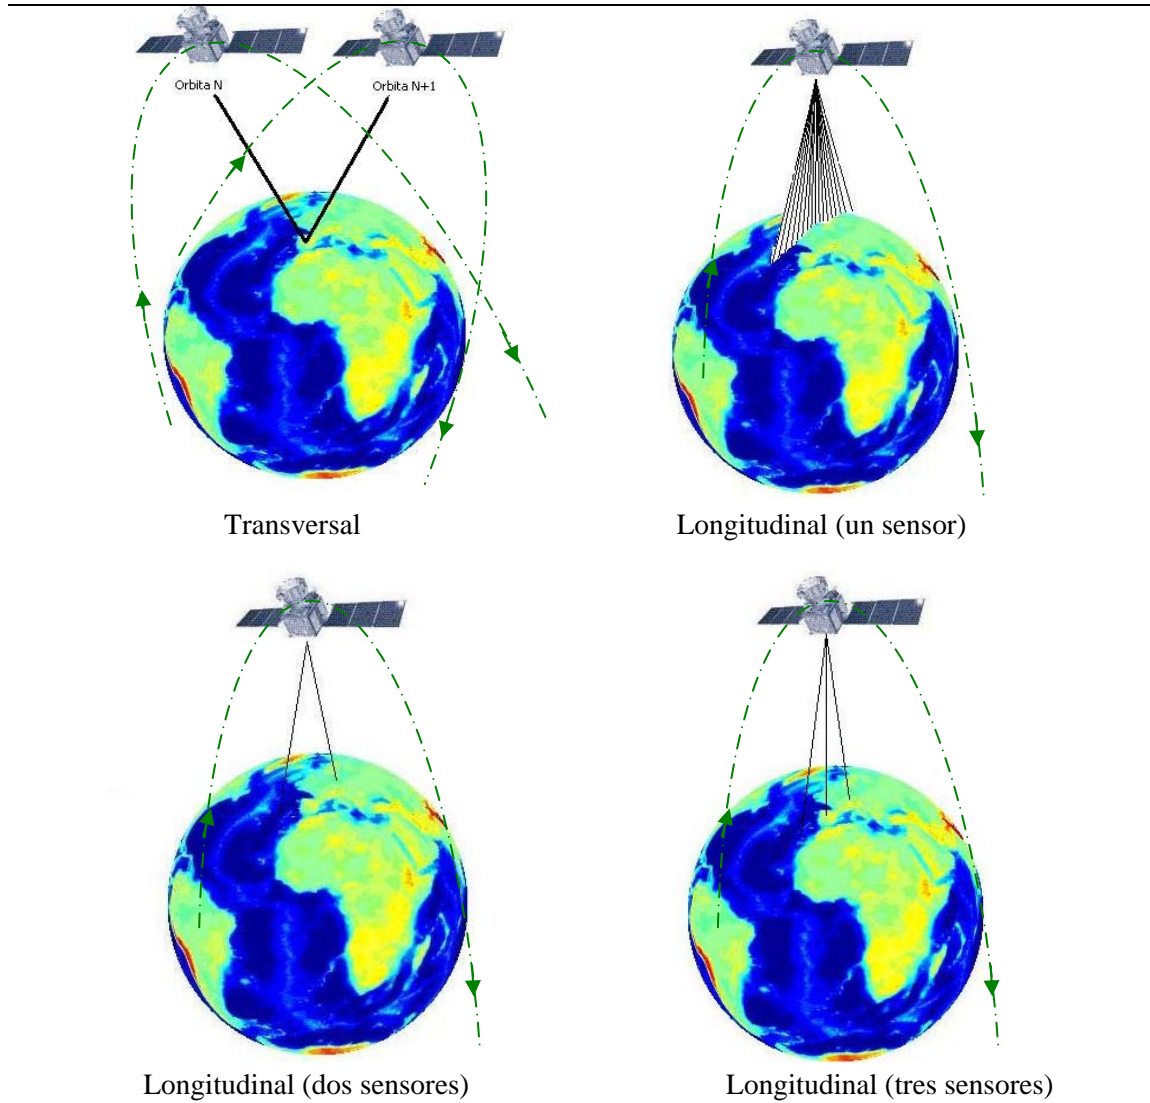 Orbita N
Orbita N+1
Transversal
Longitudinal (un sensor)
Longitudinal (dos sensores)
Longitudinal (tres sensores)